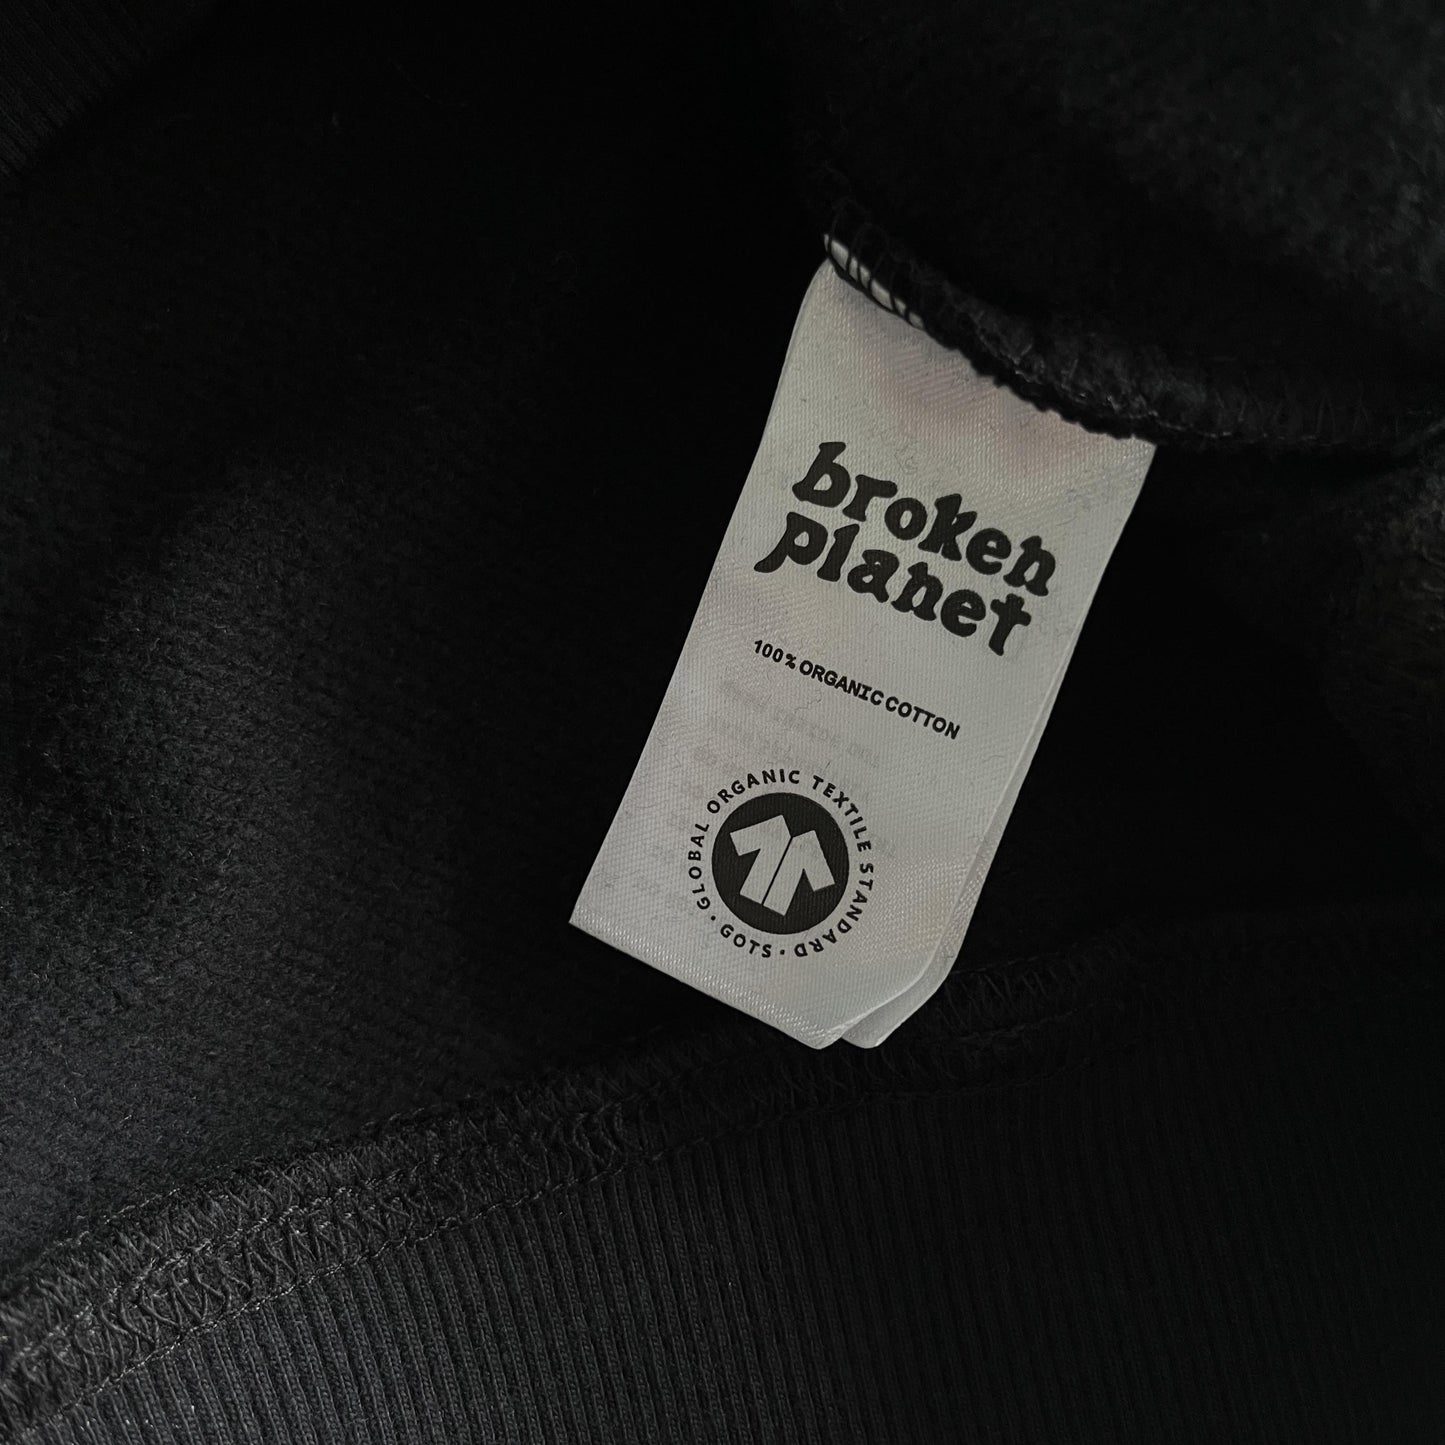 broken
planet
100% ORGANIC COTTON
GLOBAL ORGANIC TEXTILE STANDARD · GOTS ·